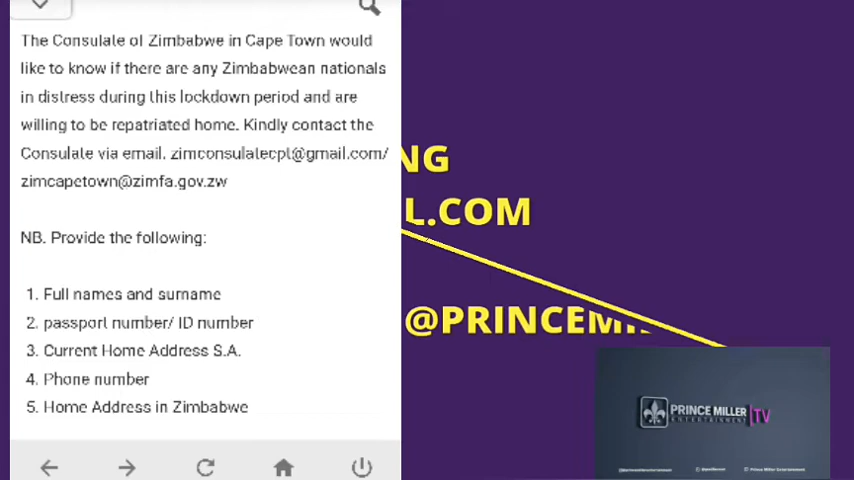 The Consulate of Zimbabwe in Cape Town would
like to know if there are any Zimbabwean nationals
in distress during this lockdown period and are
willing to be repatriated home. Kindly contact the
Consulate via email. zimconsulatecpt@gmail.com/
zimcapetown@zimfa.gov.zw
NB. Provide the following:
1. Full names and surname
2. passport number/ ID number
3. Current Home Address S.A.
4. Phone number
5. Home Address in Zimbabwe
NG
L.COM
@PRINCEMI
PRINCE MILLER TV
ENTERTAINMENT